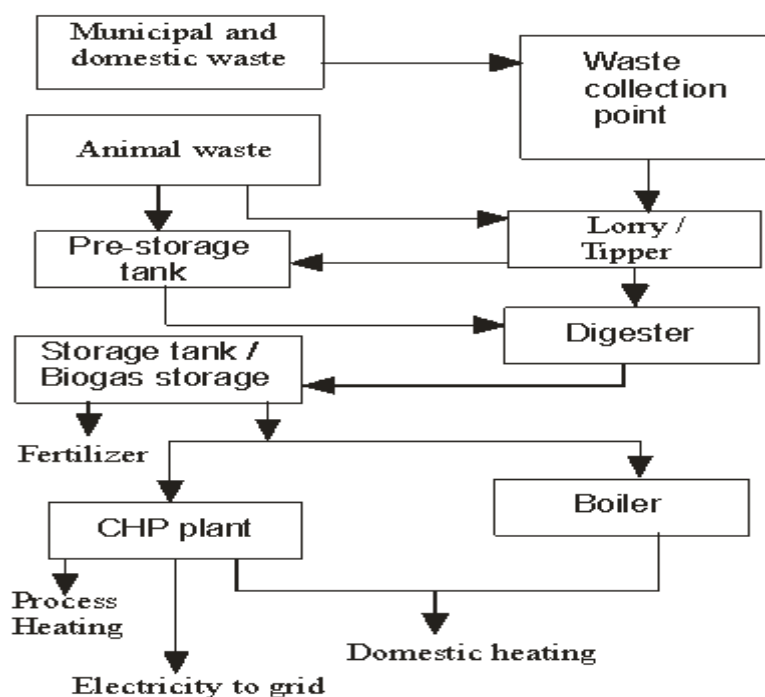 Municipal and
domestic waste
Waste
collection
point
Animal waste
Lorry /
Tipper
Pre-storage
tank
Digester
Storage tank /
Biogas storage
Fertilizer
Boiler
CHP plant
Process
Heating
Domestic heating
Electricity to grid